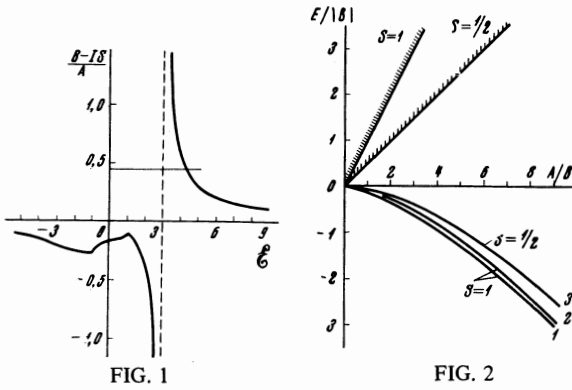 B-IS
A
1,0
0,5
-3
0
3
6
9
ℰ
-0.5
-1,0
FIG. 1
E/|B|
S=1
S=1/2
3
2
1
0
2
4
6
8
A/B
-1
-2
-3
S=1/2
S=1
3
2
1
FIG. 2